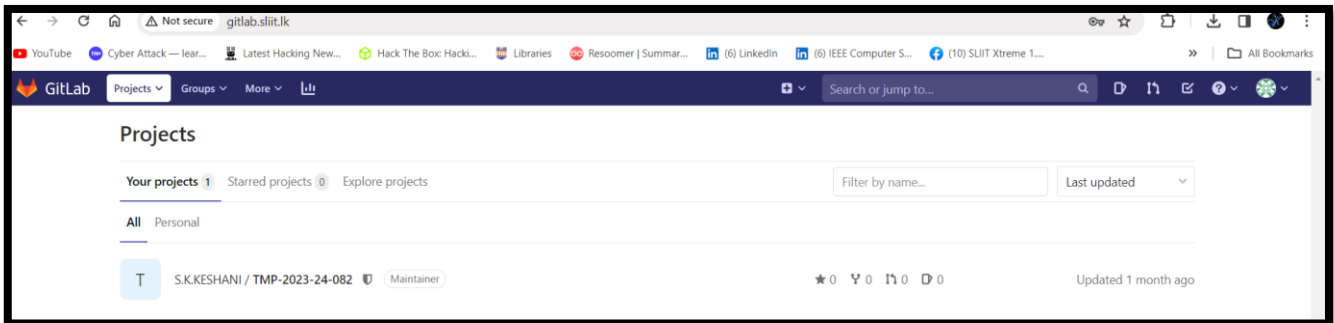 Not secure gitlab.sliit.lk
YouTube Cyber Attack — lear... Latest Hacking New... Hack The Box: Hacki... Libraries Resoomer | Summar... (6) LinkedIn (6) IEEE Computer S... (10) SLIIT Xtreme 1.... » All Bookmarks
GitLab Projects Groups More Search or jump to...
Projects
Your projects 1 Starred projects 0 Explore projects Filter by name... Last updated
All Personal
T S.K.KESHANI / TMP-2023-24-082 Maintainer 0 0 0 0 Updated 1 month ago